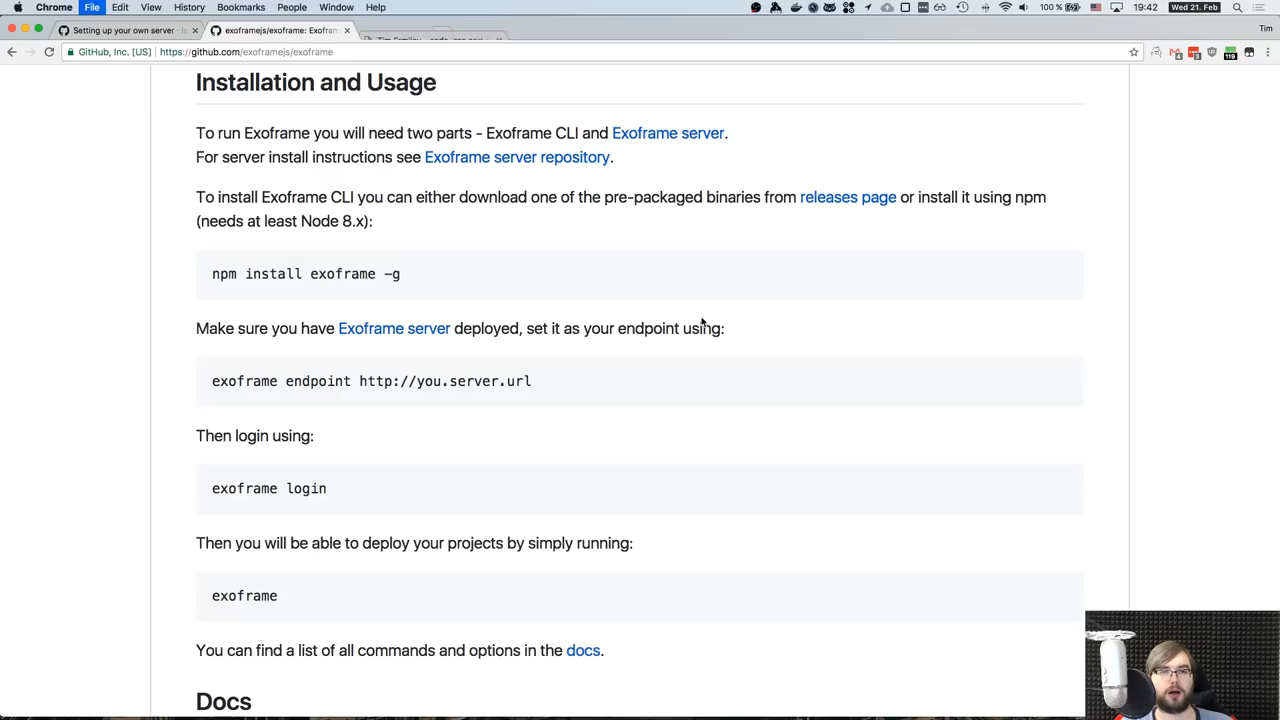 Chrome File Edit View History Bookmarks People Window Help 100 % 19:42 Wed 21. Feb
Setting up your own server · exoframejs/exoframe: Exofram Tim
GitHub, Inc. [US] https://github.com/exoframejs/exoframe
Installation and Usage
To run Exoframe you will need two parts - Exoframe CLI and Exoframe server.
For server install instructions see Exoframe server repository.
To install Exoframe CLI you can either download one of the pre-packaged binaries from releases page or install it using npm
(needs at least Node 8.x):
npm install exoframe -g
Make sure you have Exoframe server deployed, set it as your endpoint using:
exoframe endpoint http://you.server.url
Then login using:
exoframe login
Then you will be able to deploy your projects by simply running:
exoframe
You can find a list of all commands and options in the docs.
Docs